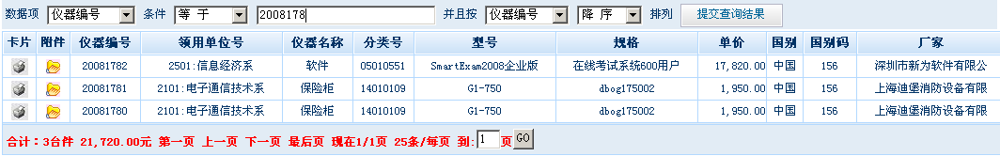 数据项 仪器编号 条件 等 于 2008178 并且按 仪器编号 降 序 排列 提交查询结果
卡片 附件 仪器编号 领用单位号 仪器名称 分类号 型号 规格 单价 国别 国别码 厂家
20081782 2501:信息经济系 软件 05010551 SmartExam2008企业版 在线考试系统600用户 17,820.00 中国 156 深圳市新为软件有限公
20081781 2101:电子通信技术系 保险柜 14010109 G1-750 dbog175002 1,950.00 中国 156 上海迪堡消防设备有限
20081780 2101:电子通信技术系 保险柜 14010109 G1-750 dbog175002 1,950.00 中国 156 上海迪堡消防设备有限
合计:3台件 21,720.00元 第一页 上一页 下一页 最后页 现在1/1页 25条/每页 到: 1 页 GO